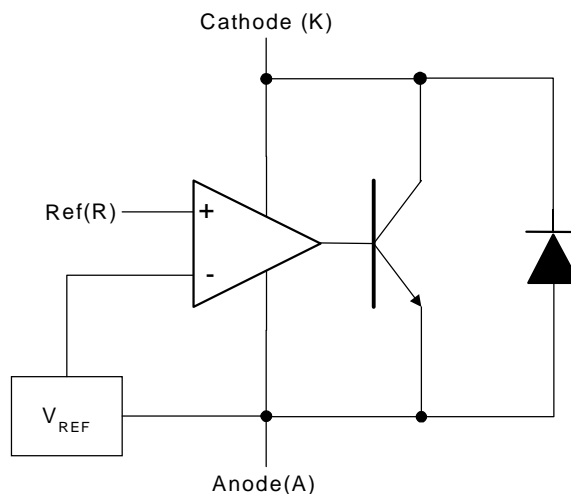 Cathode (K)
Ref(R)
+
-
V REF
Anode(A)